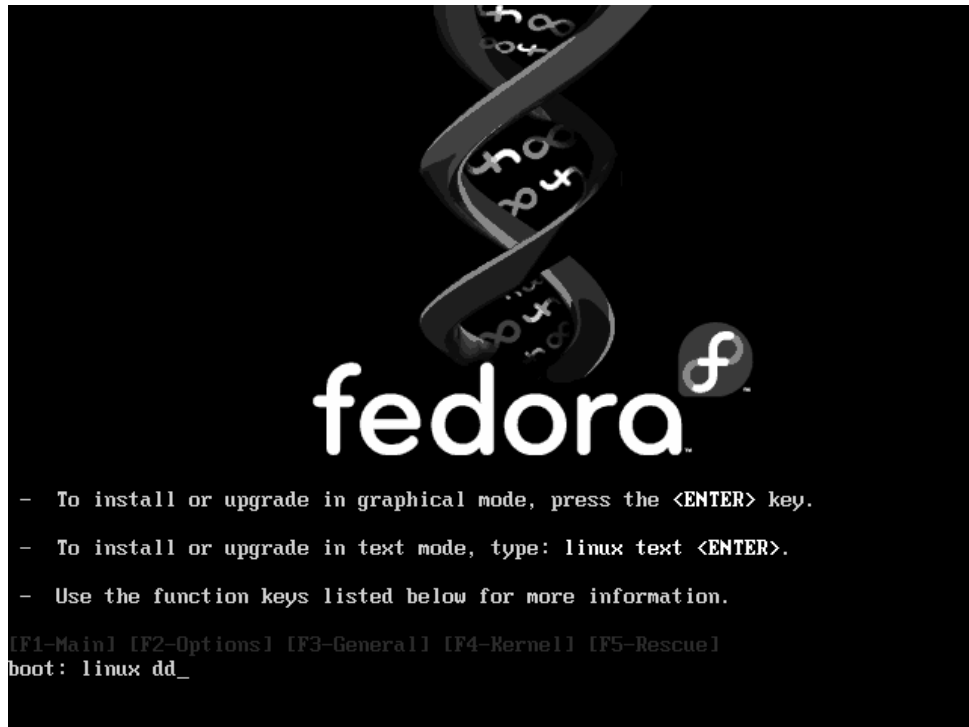 fedora™
- To install or upgrade in graphical mode, press the <ENTER> key.
- To install or upgrade in text mode, type: linux text <ENTER>.
- Use the function keys listed below for more information.
[F1-Main] [F2-Options] [F3-General] [F4-Kernel] [F5-Rescue]
boot: linux dd_